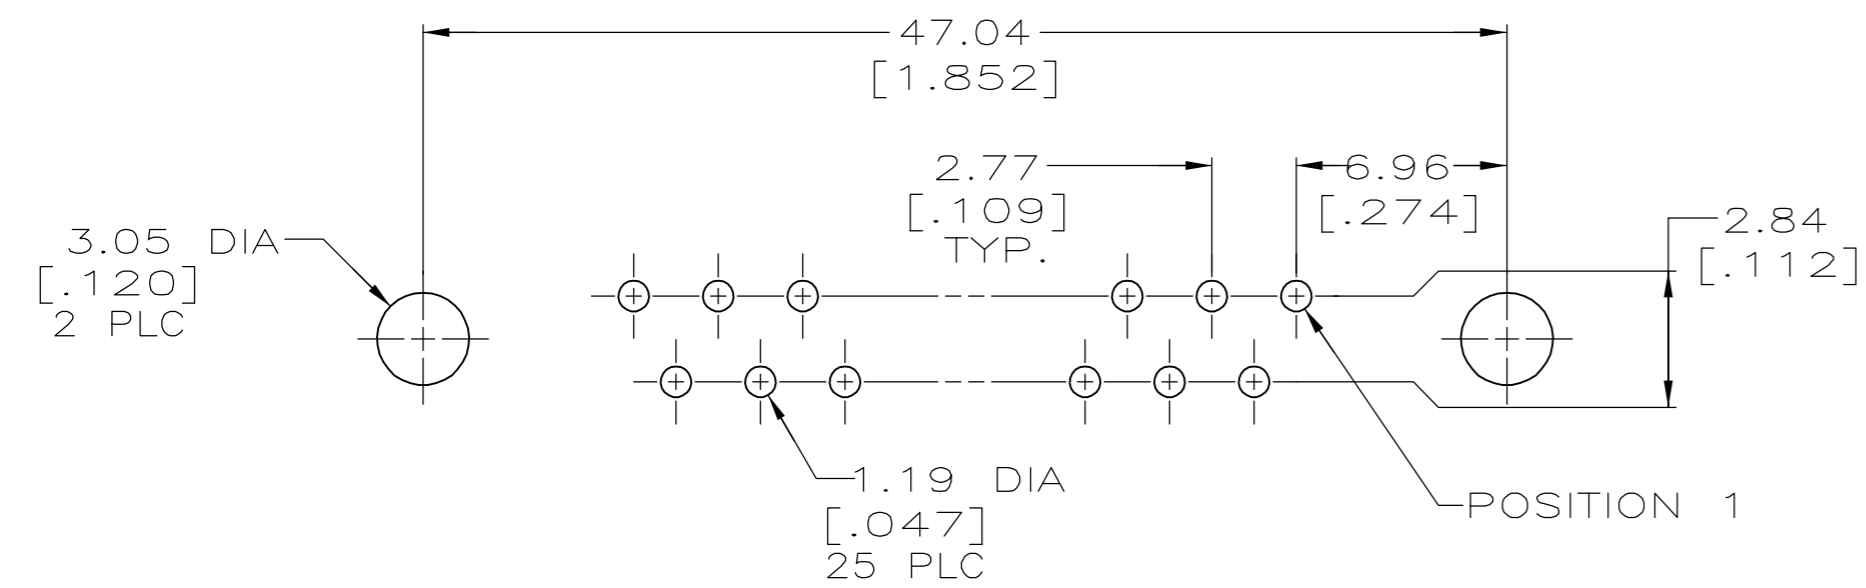 47.04
[1.852]
2.77
[.109]
TYP.
6.96
[.274]
2.84
[.112]
3.05 DIA
[.120]
2 PLC
1.19 DIA
[.047]
25 PLC
POSITION 1